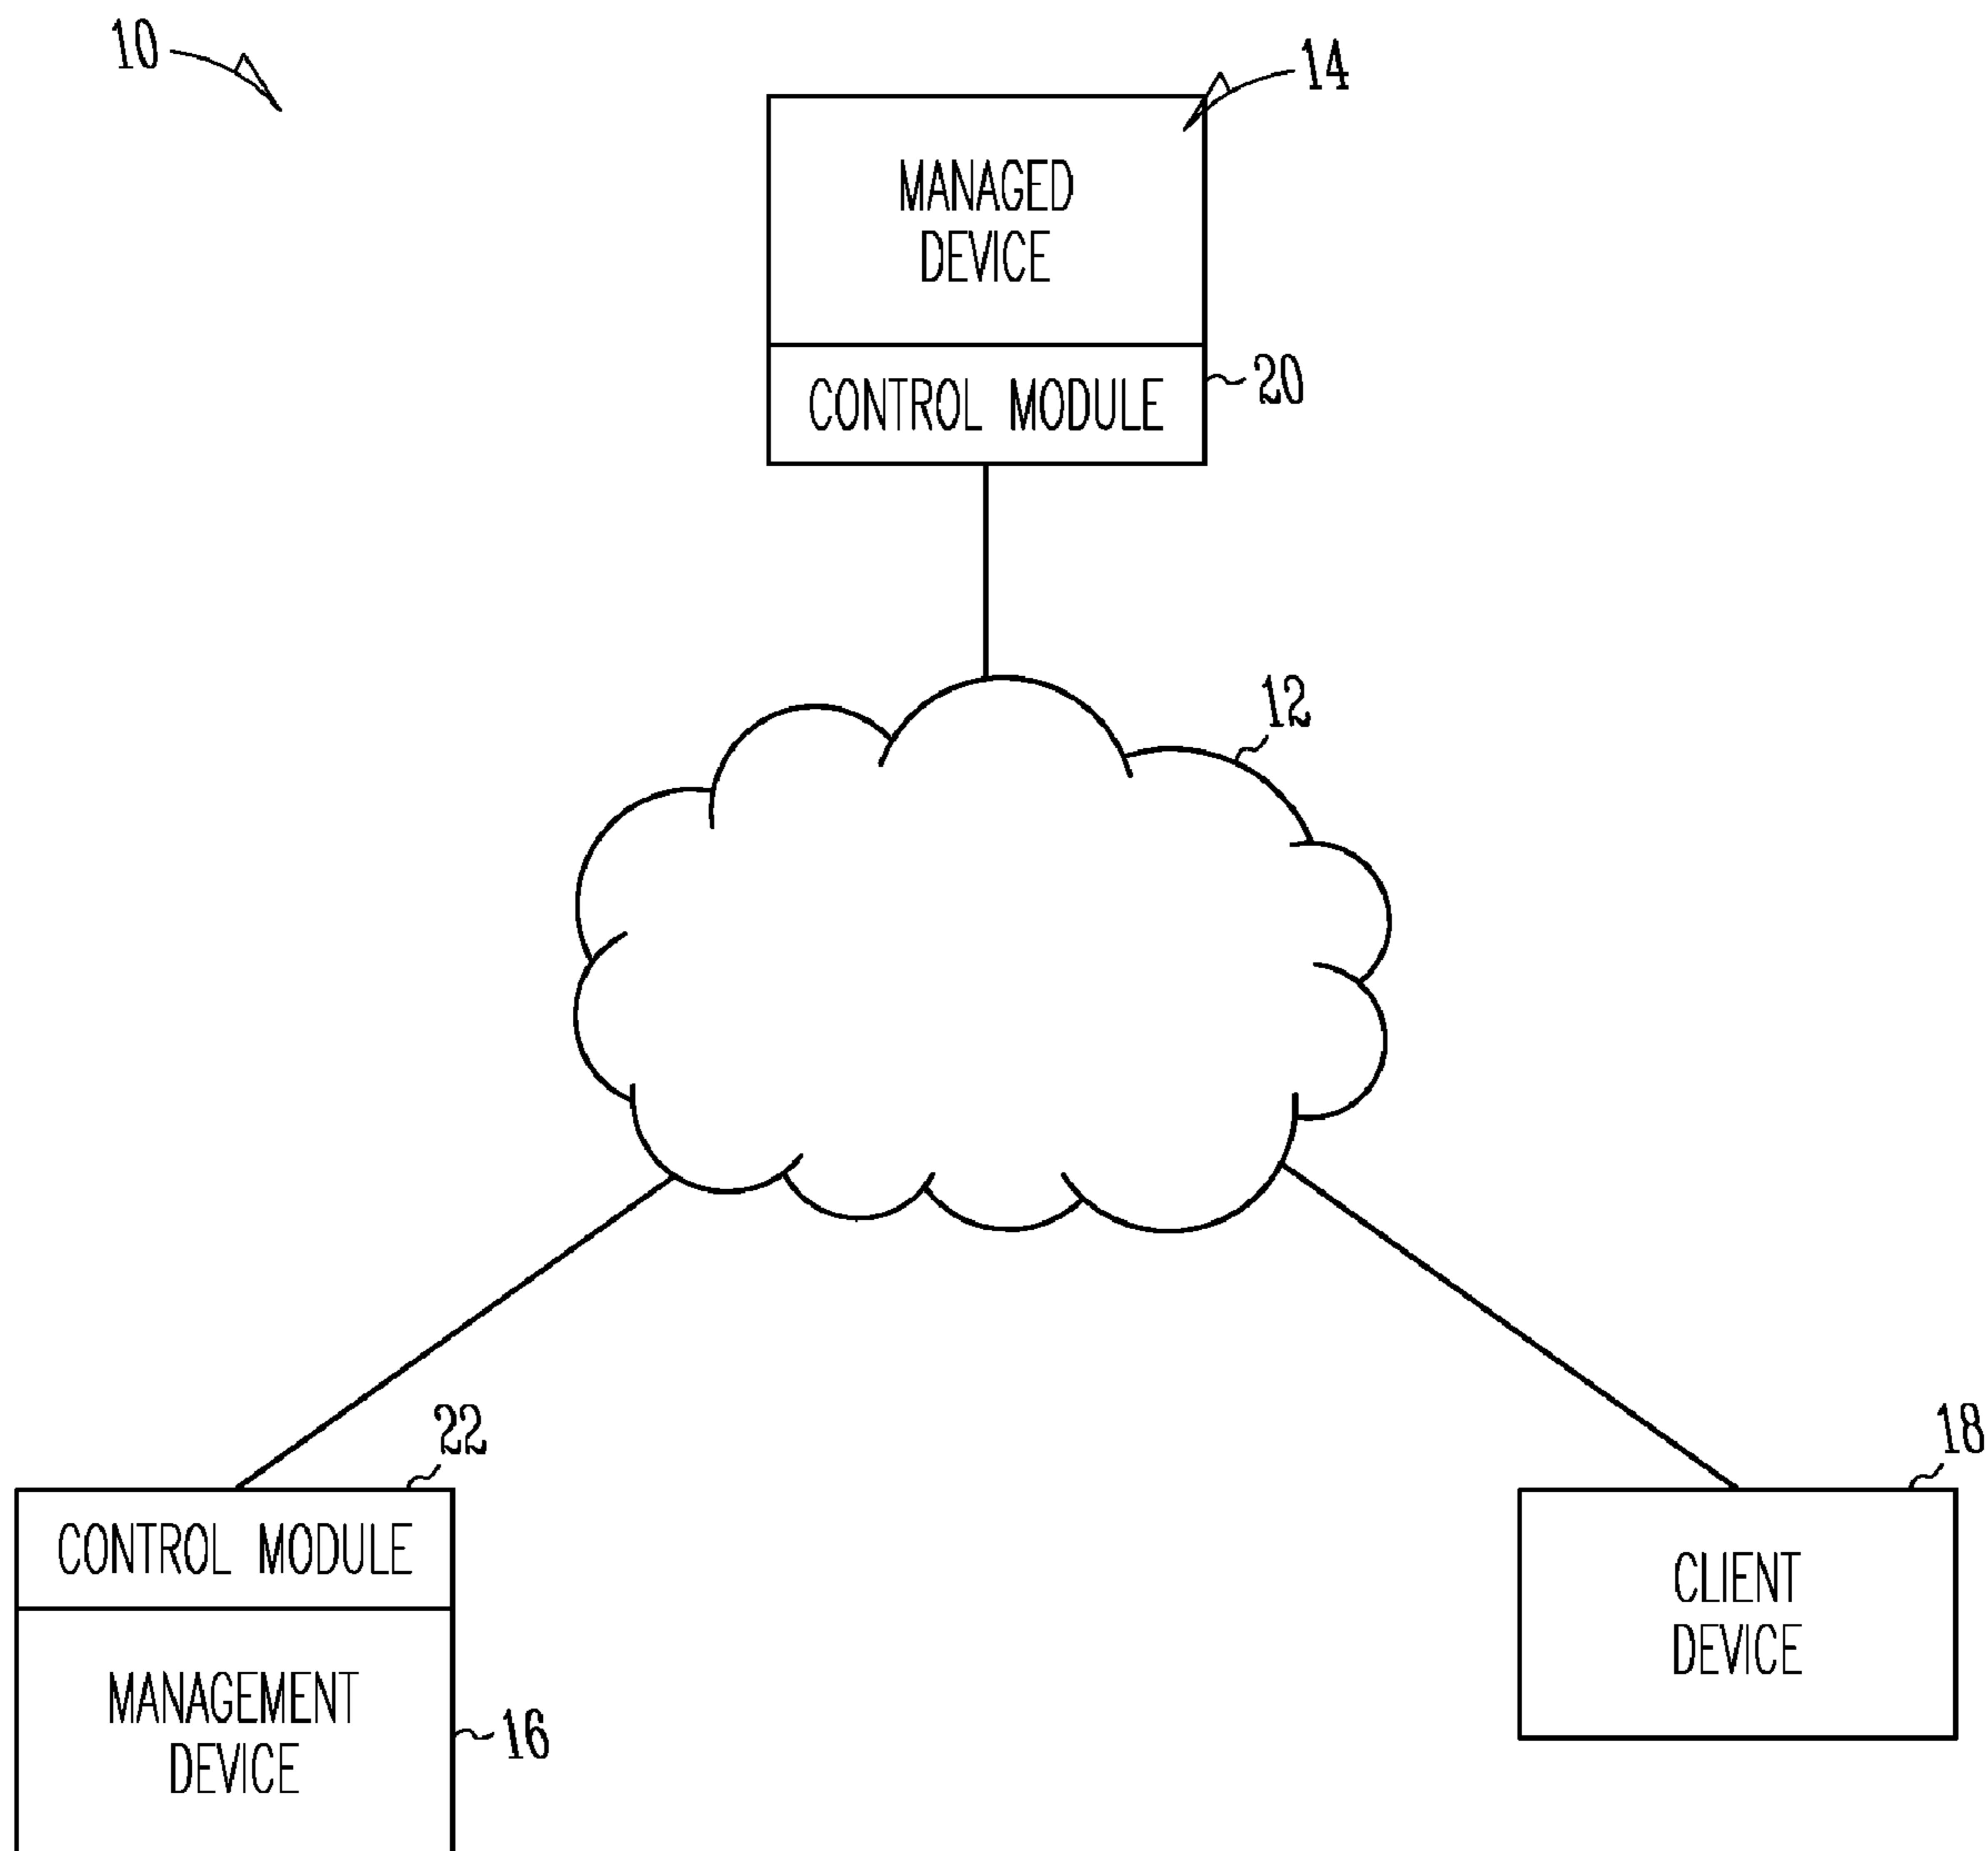 10
14
MANAGED
DEVICE
CONTROL MODULE
20
12
22
CONTROL MODULE
MANAGEMENT
DEVICE
16
18
CLIENT
DEVICE